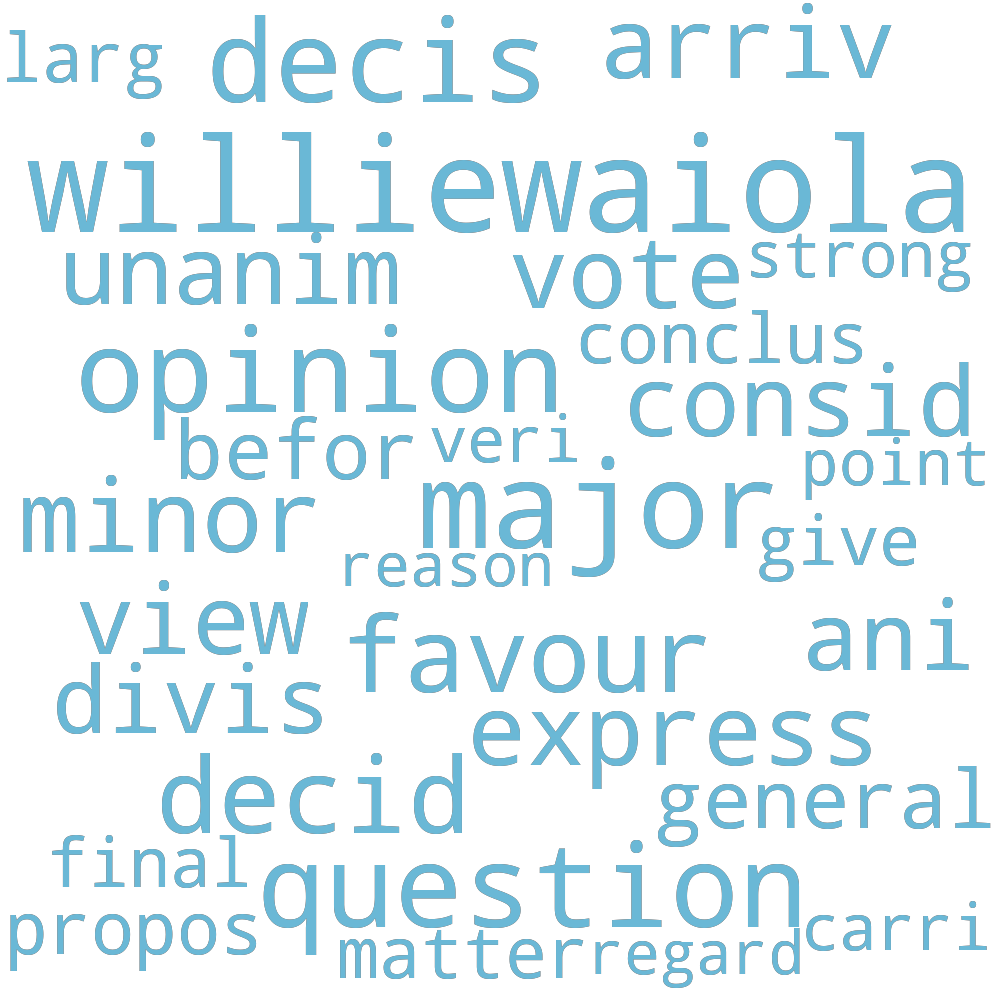 larg decis arriv
williewaiola
unanim vote strong
opinion conclus
consid
befor veri point
minor major give
reason
view favour ani
divis express
decid general
final question
propos matter regard carri